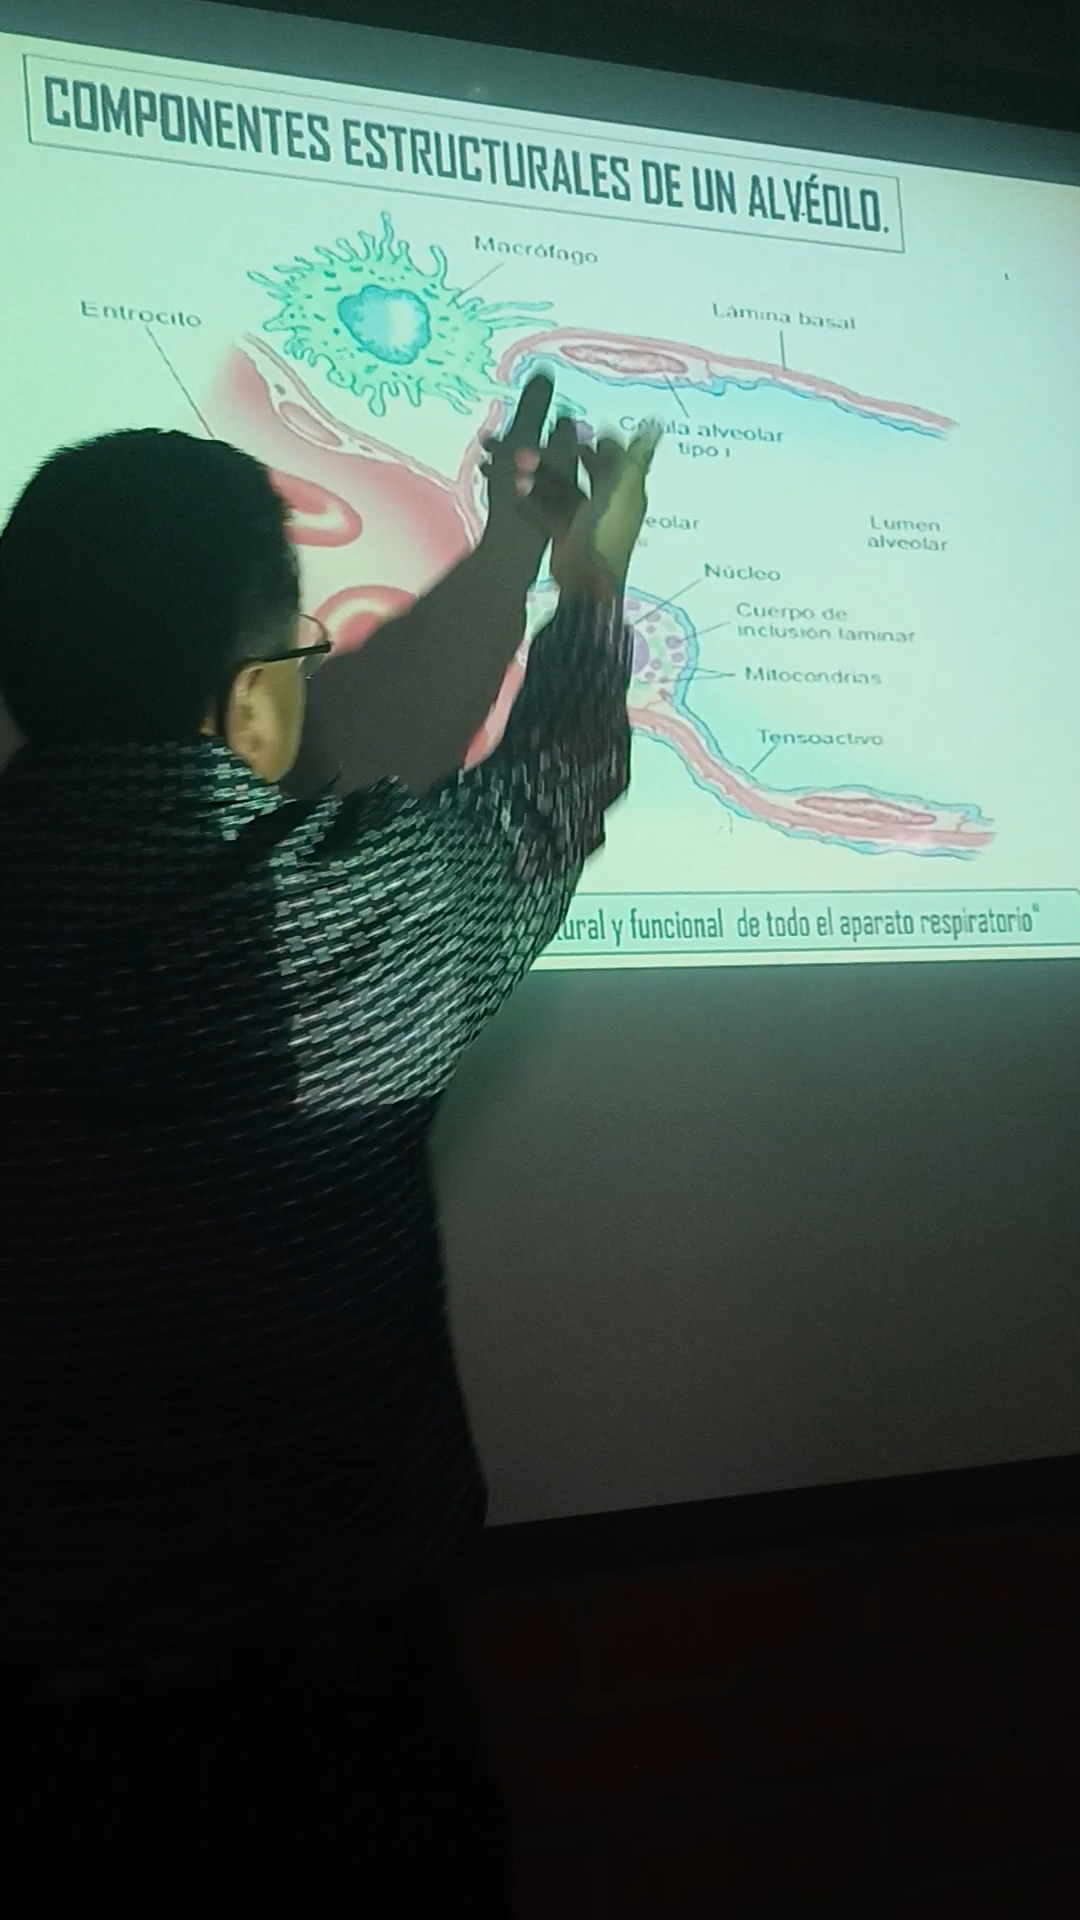 COMPONENTES ESTRUCTURALES DE UN ALVÉOLO.
Macrófago
Entrocito
Lámina basal
Célula alveolar
tipo I
eolar
Lumen
alveolar
Núcleo
Cuerpo de
inclusión laminar
Mitocondrias
Tensoactivo
ural y funcional de todo el aparato respiratorio"